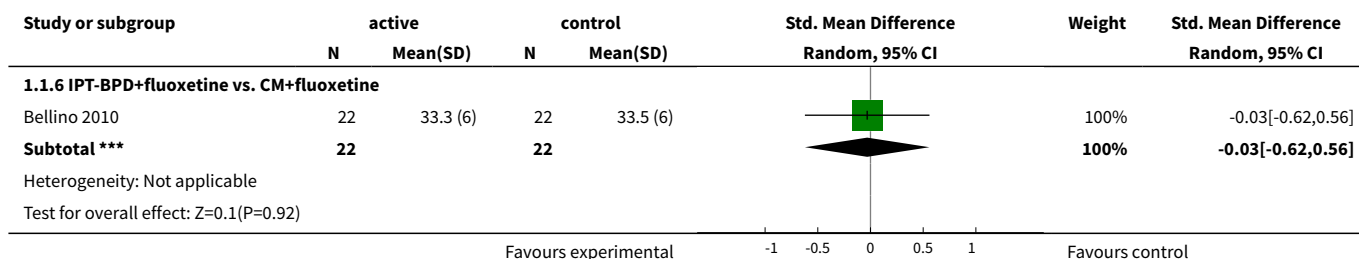 Study or subgroup active control Std. Mean Difference Weight Std. Mean Difference
N Mean(SD) N Mean(SD) Random, 95% CI Random, 95% CI
1.1.6 IPT-BPD+fluoxetine vs. CM+fluoxetine
Bellino 2010 22 33.3 (6) 22 33.5 (6) 100% -0.03[-0.62,0.56]
Subtotal *** 22 22 100% -0.03[-0.62,0.56]
Heterogeneity: Not applicable
Test for overall effect: Z=0.1(P=0.92)
Favours experimental -1 -0.5 0 0.5 1 Favours control